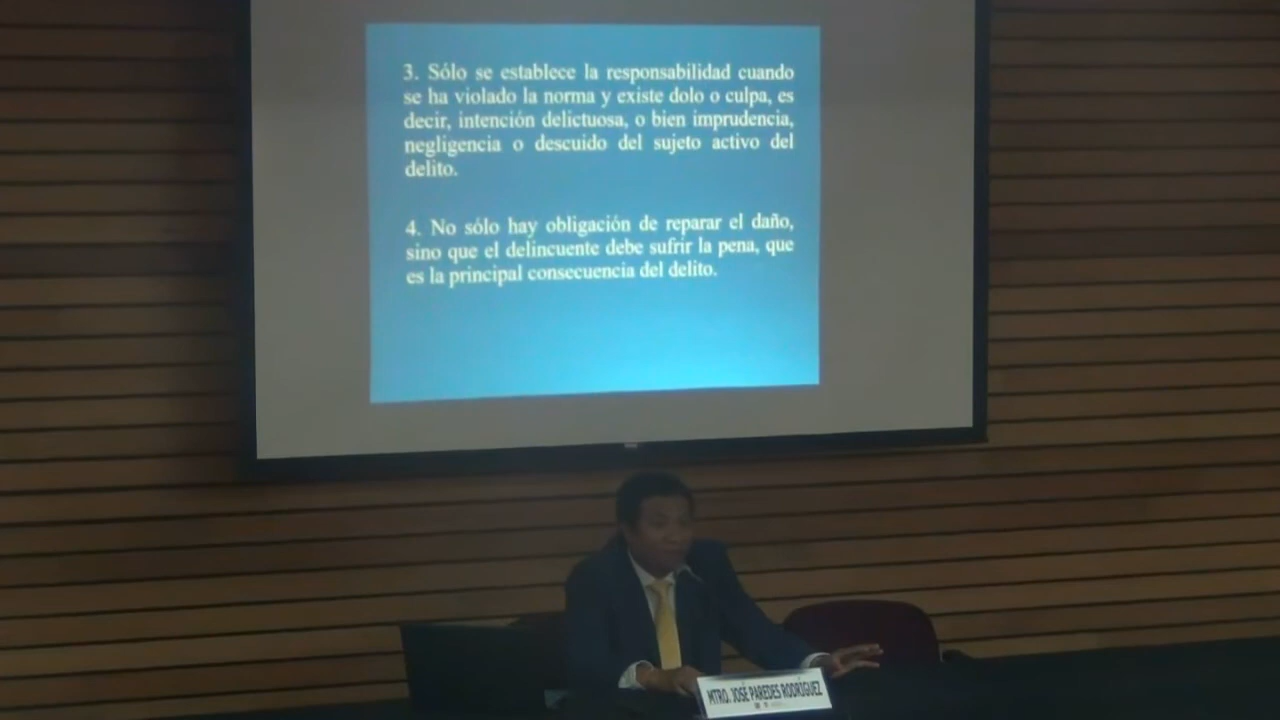 3. Sólo se establece la responsabilidad cuando
se ha violado la norma y existe dolo o culpa, es
decir, intención delictuosa, o bien imprudencia,
negligencia o descuido del sujeto activo del
delito.
4. No sólo hay obligación de reparar el daño,
sino que el delincuente debe sufrir la pena, que
es la principal consecuencia del delito.
MTRO. JOSÉ PAREDES RODRÍGUEZ